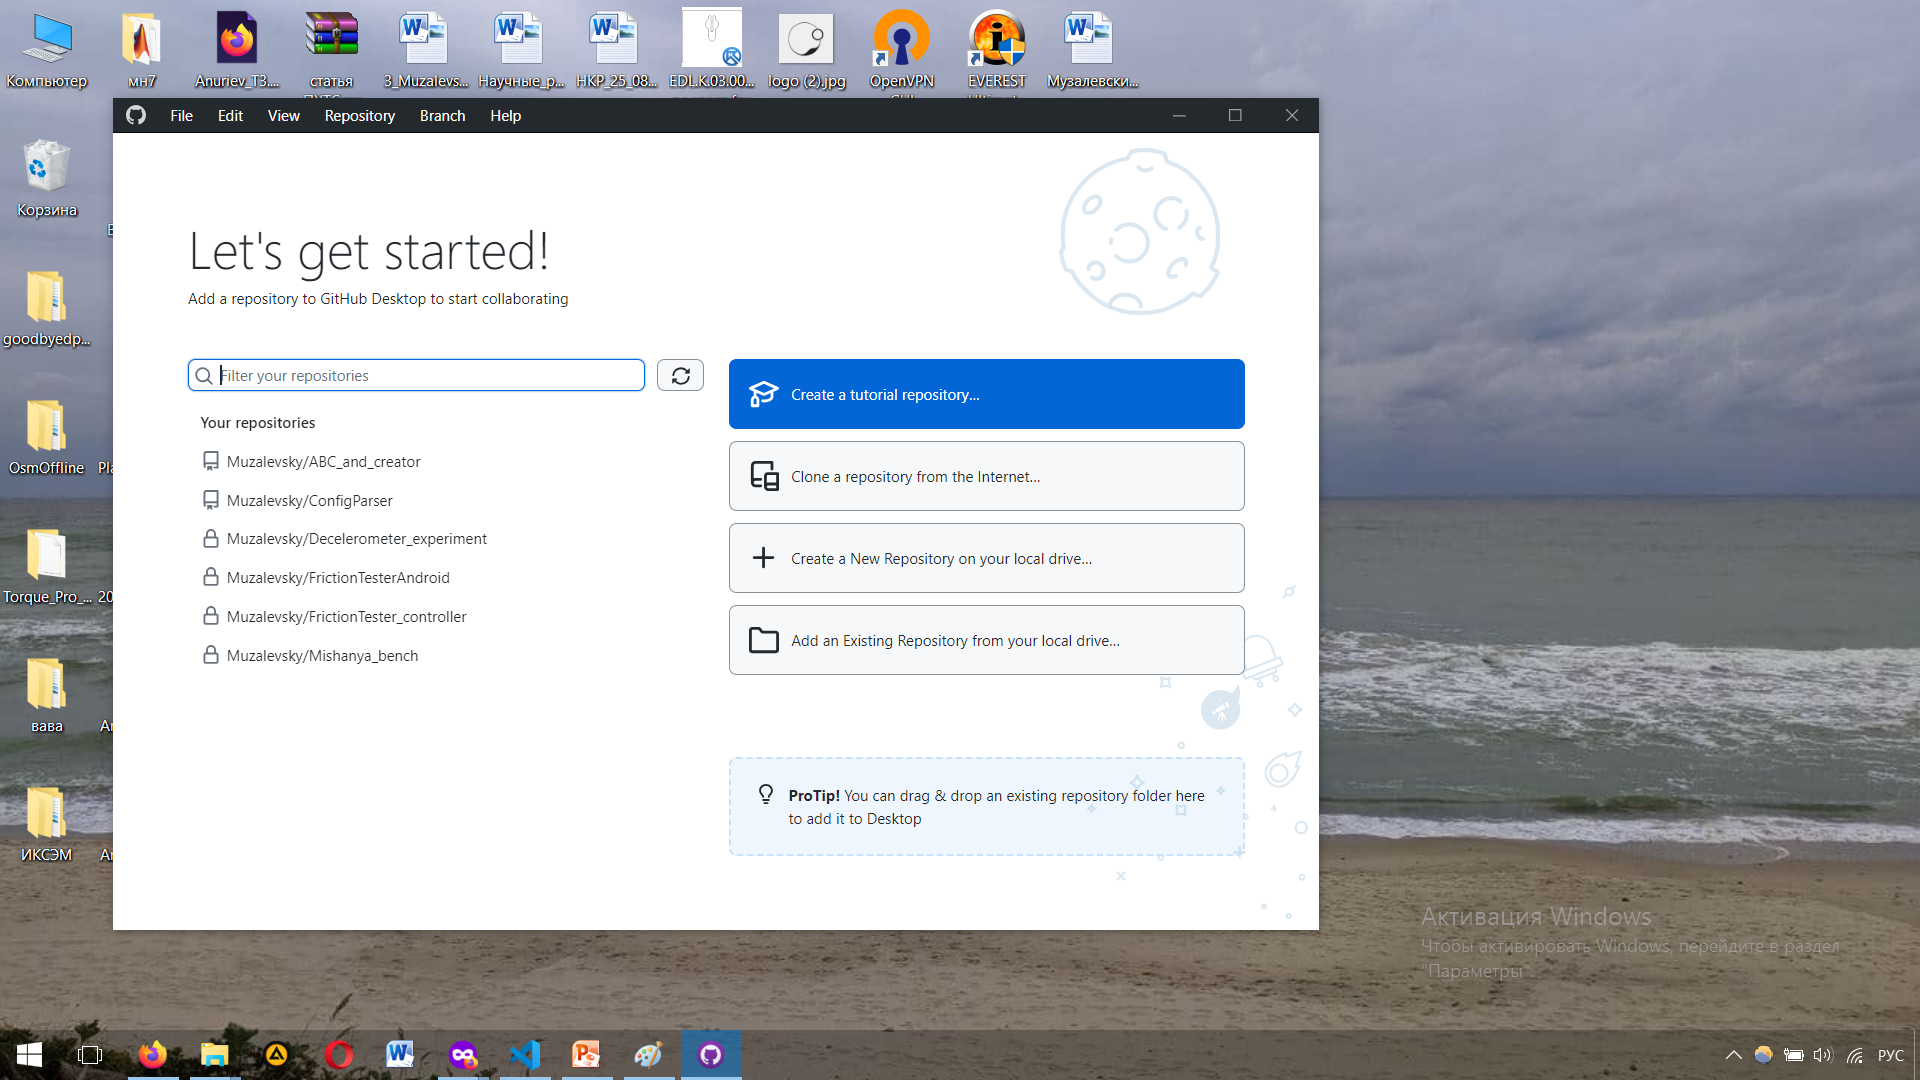 Компьютер
мн7
Anuriev_T3....
статья
3_Muzalevs...
Научные_р...
НКР_25_08...
EDL.K.03.00...
logo (2).jpg
OpenVPN
EVEREST
Музалевски...
File Edit View Repository Branch Help
Корзина
Let's get started!
Add a repository to GitHub Desktop to start collaborating
goodbyedp...
Filter your repositories
Create a tutorial repository...
Your repositories
Muzalevsky/ABC_and_creator
OsmOffline
Clone a repository from the Internet...
Muzalevsky/ConfigParser
Muzalevsky/Decelerometer_experiment
Create a New Repository on your local drive...
Muzalevsky/FrictionTesterAndroid
Torque_Pro_...
20
Muzalevsky/FrictionTester_controller
Add an Existing Repository from your local drive...
Muzalevsky/Mishanya_bench
вава
ProTip! You can drag & drop an existing repository folder here
to add it to Desktop
ИКСЭМ
Активация Windows
Чтобы активировать Windows, перейдите в раздел
"Параметры".
РУС